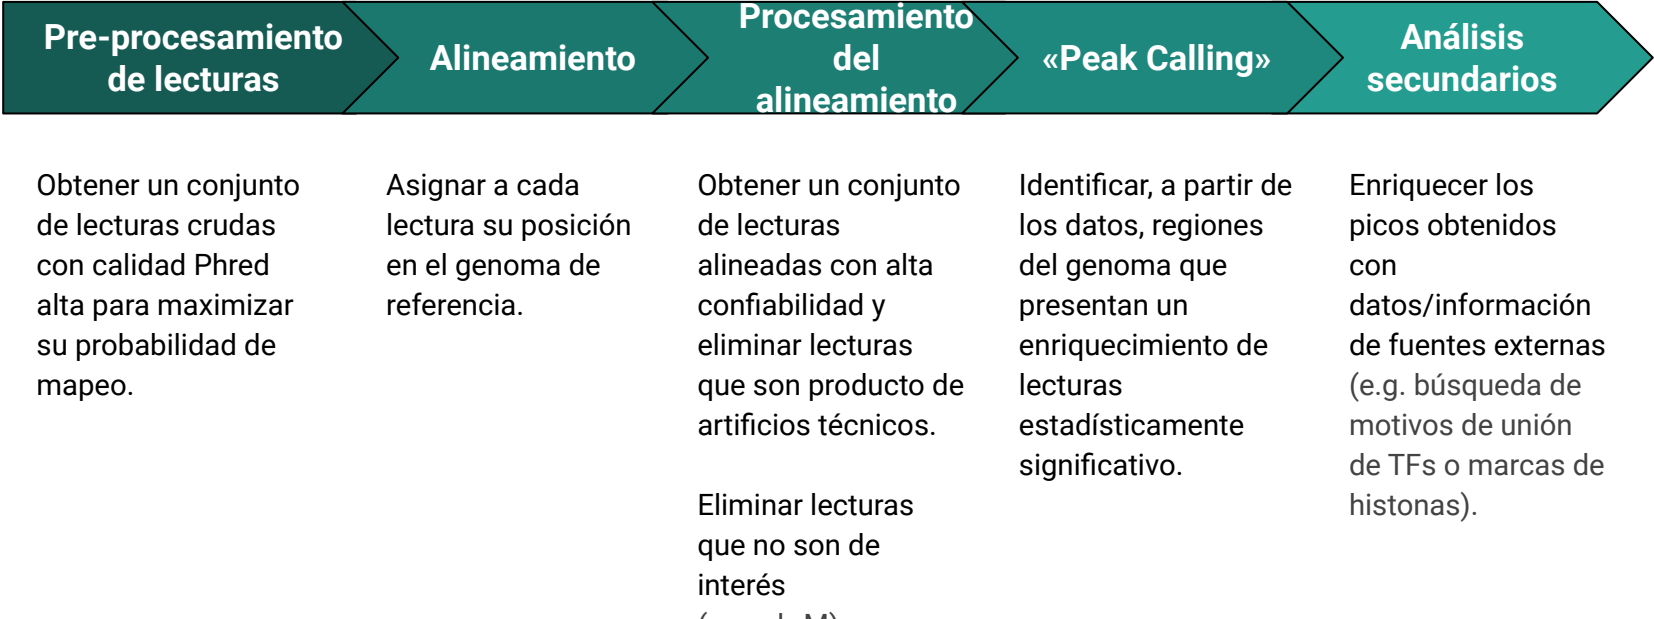 Pre-procesamiento
de lecturas
Alineamiento
Procesamiento
del
alineamiento
«Peak Calling»
Análisis
secundarios
Obtener un conjunto
de lecturas crudas
con calidad Phred
alta para maximizar
su probabilidad de
mapeo.
Asignar a cada
lectura su posición
en el genoma de
referencia.
Obtener un conjunto
de lecturas
alineadas con alta
confiabilidad y
eliminar lecturas
que son producto de
artificios técnicos.
Eliminar lecturas
que no son de
interés
Identificar, a partir de
los datos, regiones
del genoma que
presentan un
enriquecimiento de
lecturas
estadísticamente
significativo.
Enriquecer los
picos obtenidos
con
datos/información
de fuentes externas
(e.g. búsqueda de
motivos de unión
de TFs o marcas de
histonas).